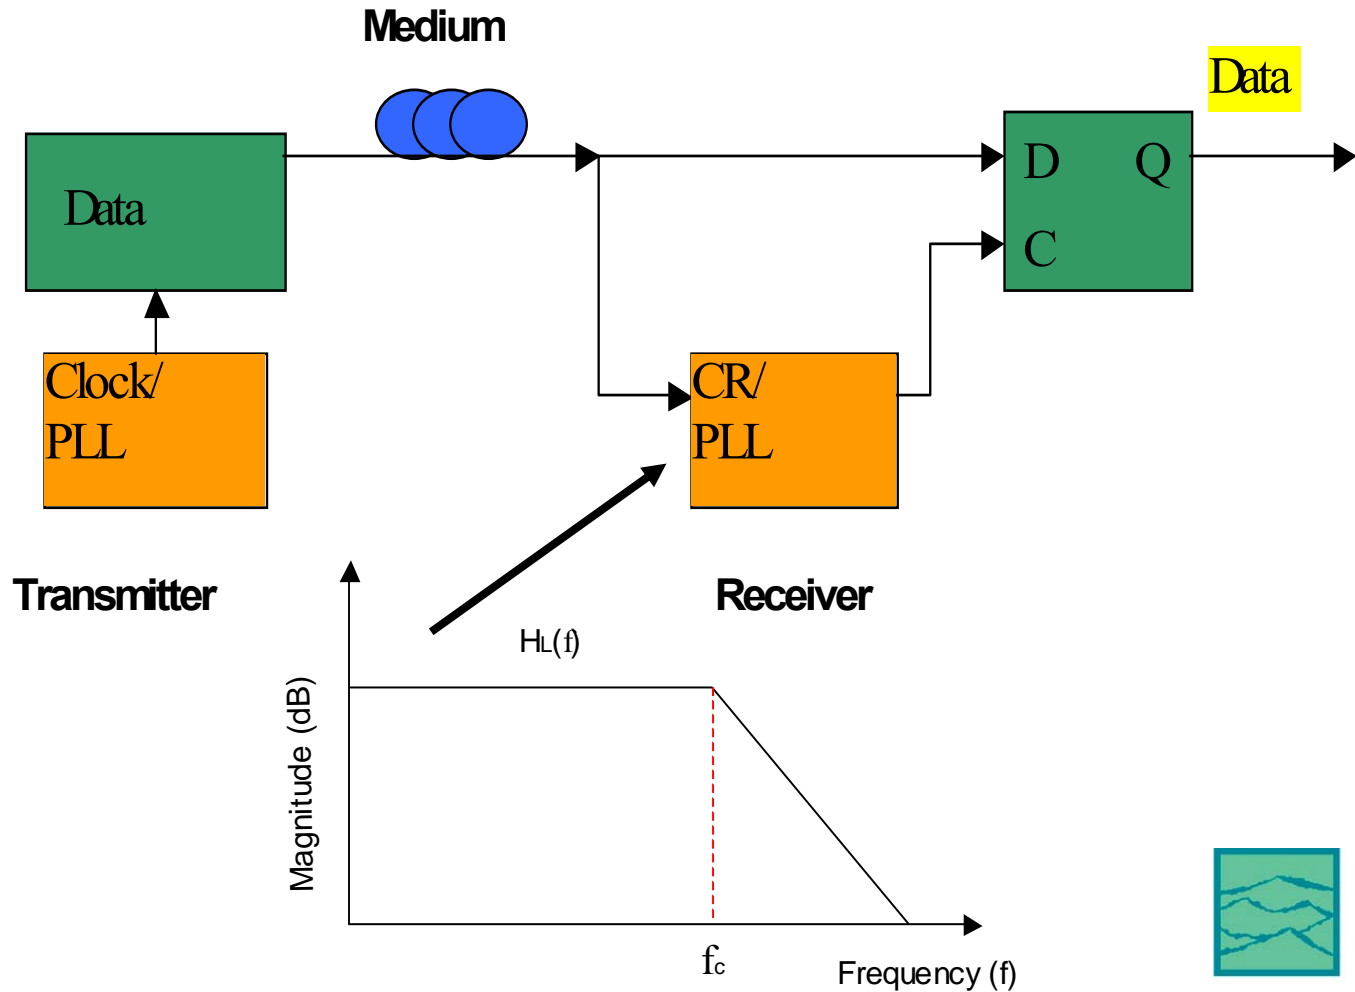 Medium
Data
Data
D Q
C
Clock/
PLL
CR/
PLL
Transmitter
Receiver
HL(f)
Magnitude (dB)
fc
Frequency (f)